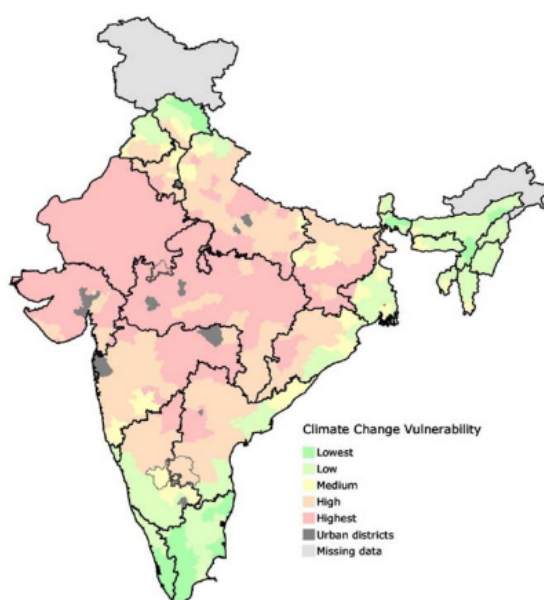 Climate Change Vulnerability
Lowest
Low
Medium
High
Highest
Urban districts
Missing data